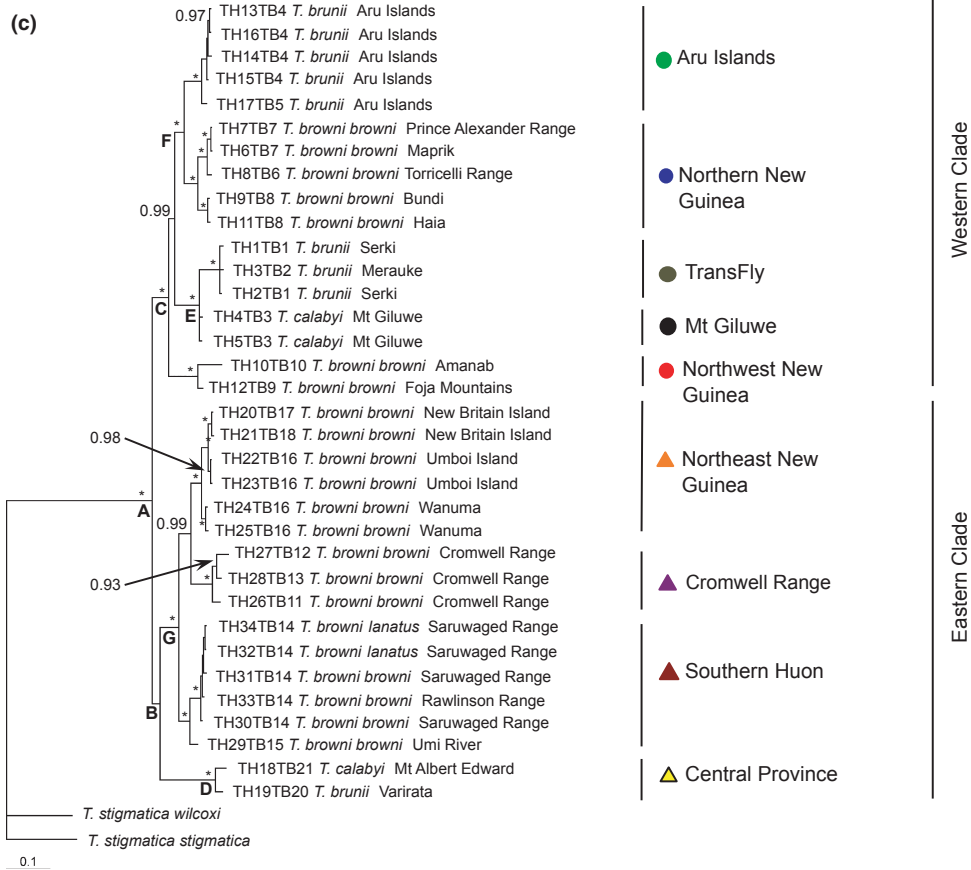 (c)
0.97
TH13TB4 T. brunii Aru Islands
TH16TB4 T. brunii Aru Islands
TH14TB4 T. brunii Aru Islands
TH15TB4 T. brunii Aru Islands
TH17TB5 T. brunii Aru Islands
Aru Islands
*
*
F
TH7TB7 T. browni browni Prince Alexander Range
TH6TB7 T. browni browni Maprik
TH8TB6 T. browni browni Torricelli Range
TH9TB8 T. browni browni Bundi
TH11TB8 T. browni browni Haia
Northern New
Guinea
*
*
*
*
0.99
TH1TB1 T. brunii Serki
TH3TB2 T. brunii Merauke
TH2TB1 T. brunii Serki
TransFly
*
*
*
C
E
TH4TB3 T. calabyi Mt Giluwe
TH5TB3 T. calabyi Mt Giluwe
Mt Giluwe
TH10TB10 T. browni browni Amanab
TH12TB9 T. browni browni Foja Mountains
Northwest New
Guinea
*
Western Clade
TH20TB17 T. browni browni New Britain Island
TH21TB18 T. browni browni New Britain Island
TH22TB16 T. browni browni Umboi Island
TH23TB16 T. browni browni Umboi Island
TH24TB16 T. browni browni Wanuma
TH25TB16 T. browni browni Wanuma
Northeast New
Guinea
*
*
0.98
*
*
*
A
0.99
TH27TB12 T. browni browni Cromwell Range
TH28TB13 T. browni browni Cromwell Range
TH26TB11 T. browni browni Cromwell Range
Cromwell Range
0.93
*
*
G
TH34TB14 T. browni lanatus Saruwaged Range
TH32TB14 T. browni lanatus Saruwaged Range
TH31TB14 T. browni browni Saruwaged Range
TH33TB14 T. browni browni Rawlinson Range
TH30TB14 T. browni browni Saruwaged Range
TH29TB15 T. browni browni Umi River
Southern Huon
*
*
B
TH18TB21 T. calabyi Mt Albert Edward
TH19TB20 T. brunii Varirata
Central Province
*
D
Eastern Clade
T. stigmatica wilcoxi
T. stigmatica stigmatica
0.1